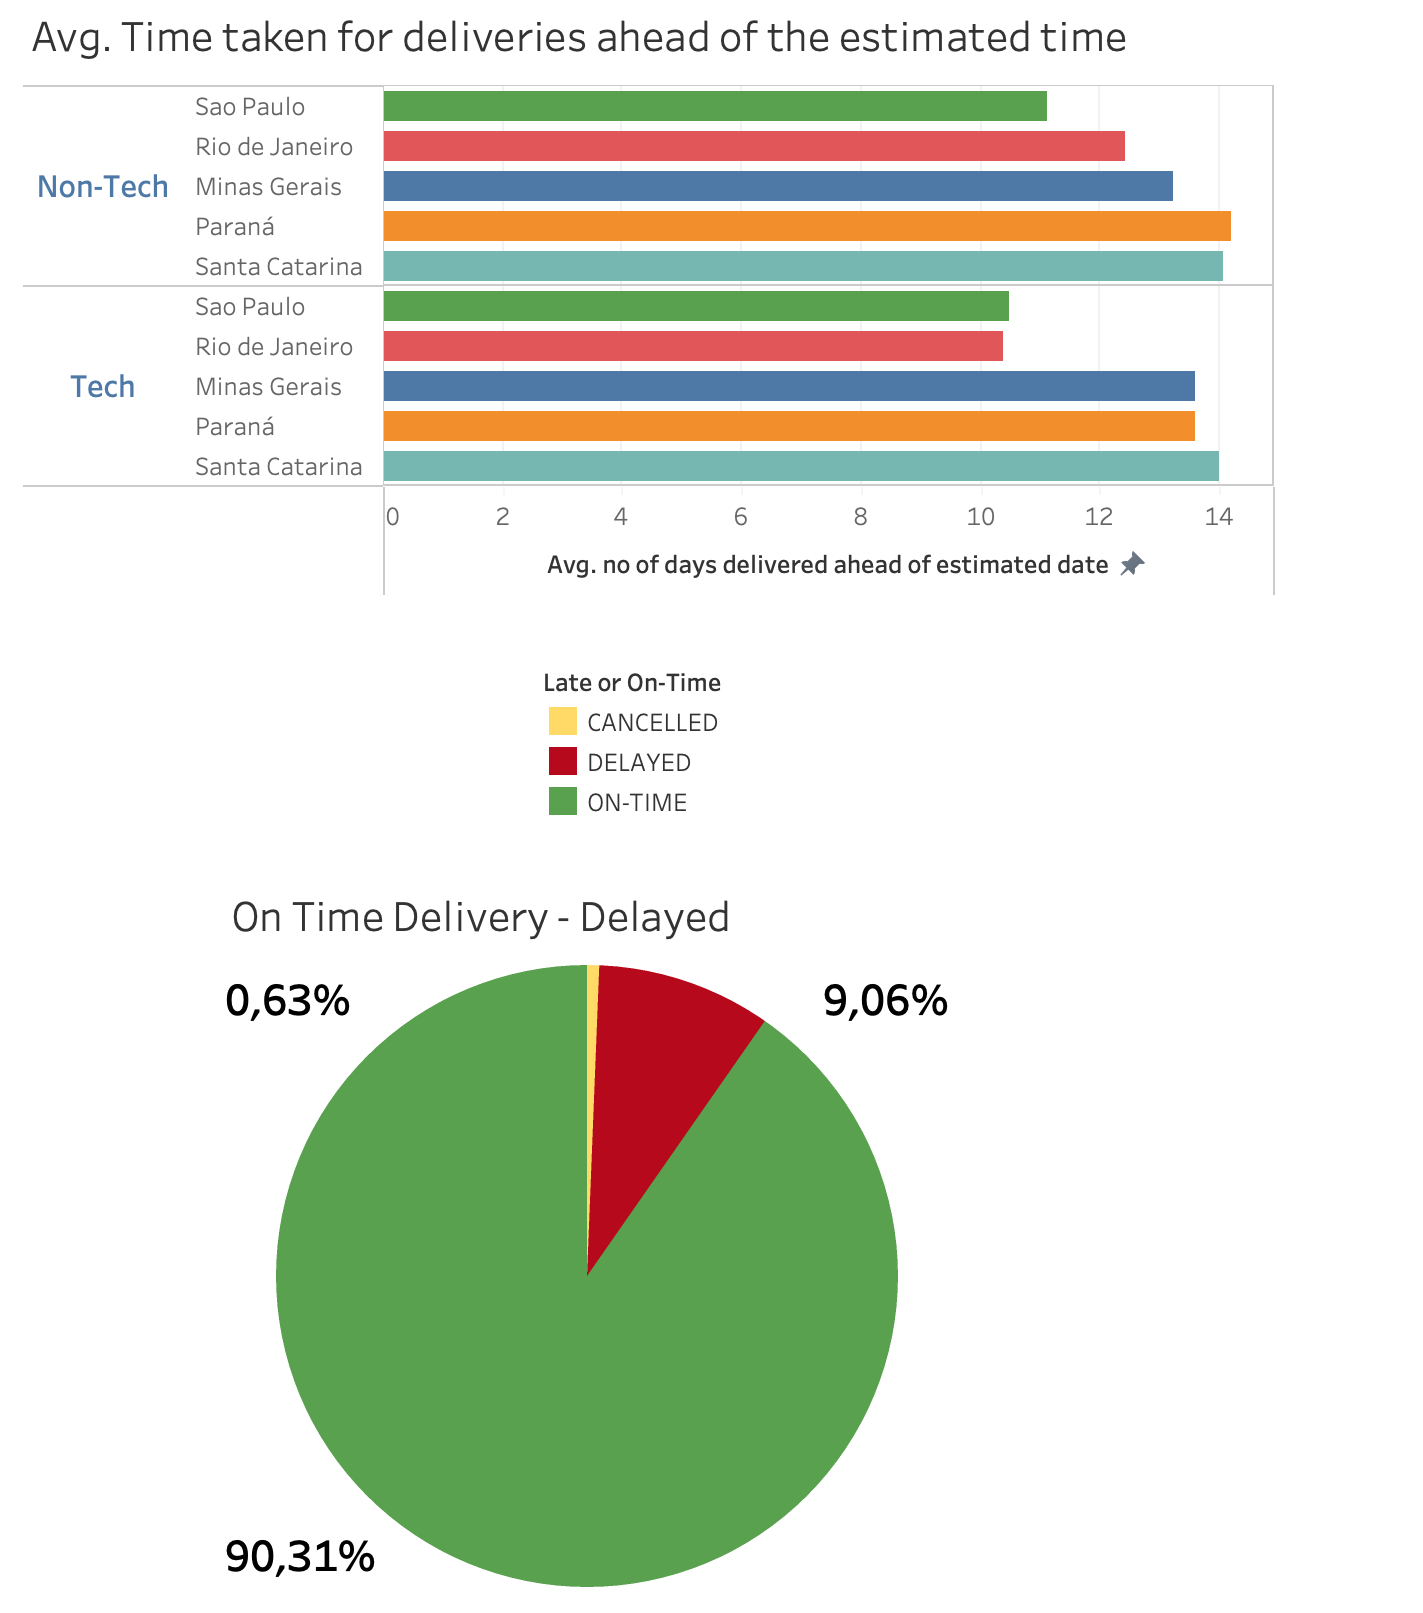 Avg. Time taken for deliveries ahead of the estimated time
Non-Tech
Sao Paulo
Rio de Janeiro
Minas Gerais
Paraná
Santa Catarina
Tech
Sao Paulo
Rio de Janeiro
Minas Gerais
Paraná
Santa Catarina
0 2 4 6 8 10 12 14
Avg. no of days delivered ahead of estimated date
Late or On-Time
CANCELLED
DELAYED
ON-TIME
On Time Delivery - Delayed
0,63%
9,06%
90,31%